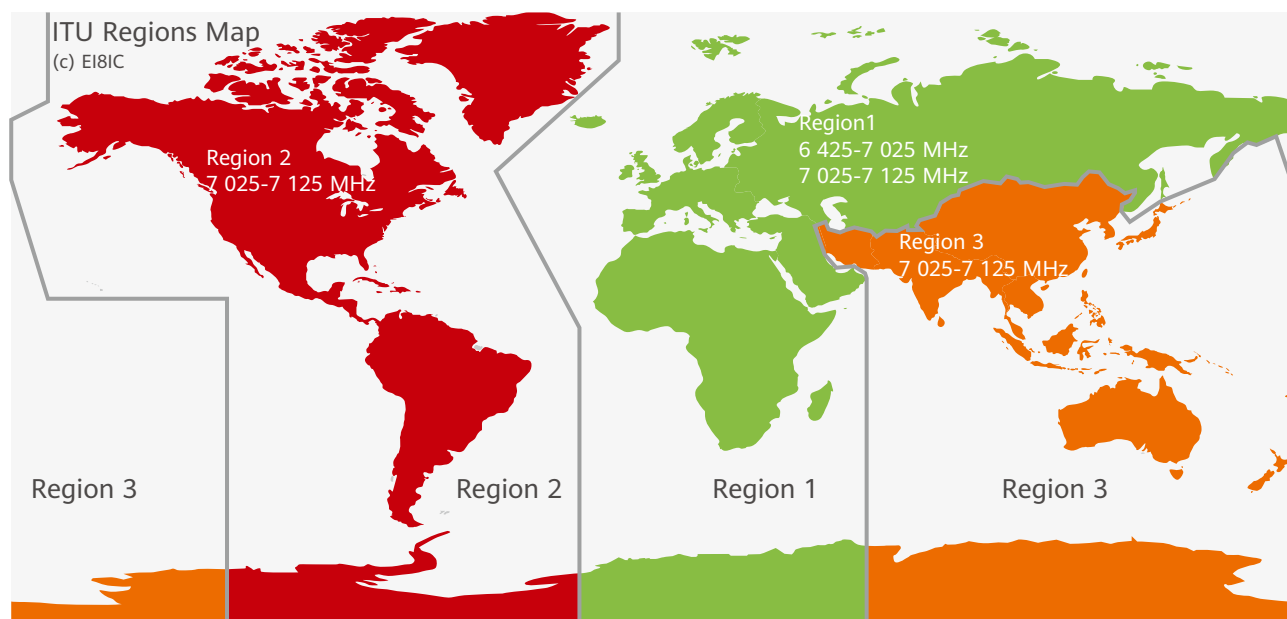 ITU Regions Map
(c) EI8IC
Region1
6 425-7 025 MHz
7 025-7 125 MHz
Region 2
7 025-7 125 MHz
Region 3
7 025-7 125 MHz
Region 3
Region 2
Region 1
Region 3